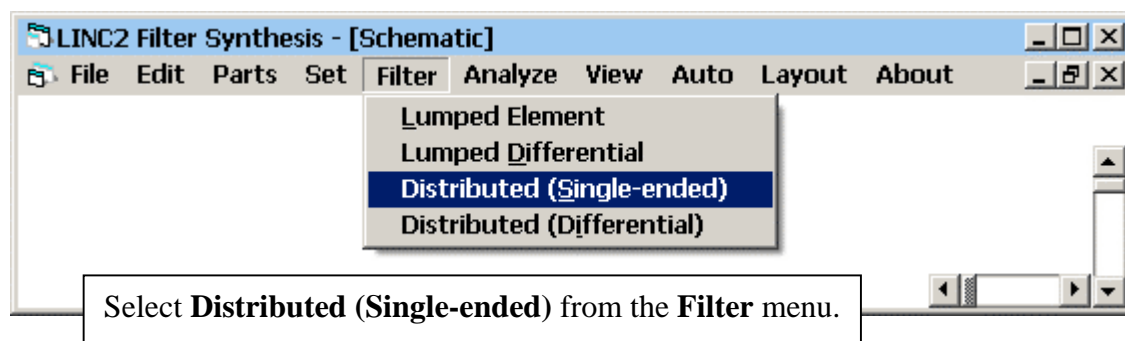 LINC2 Filter Synthesis - [Schematic]
File Edit Parts Set Filter Analyze View Auto Layout About
Lumped Element
Lumped Differential
Distributed (Single-ended)
Distributed (Differential)
Select Distributed (Single-ended) from the Filter menu.